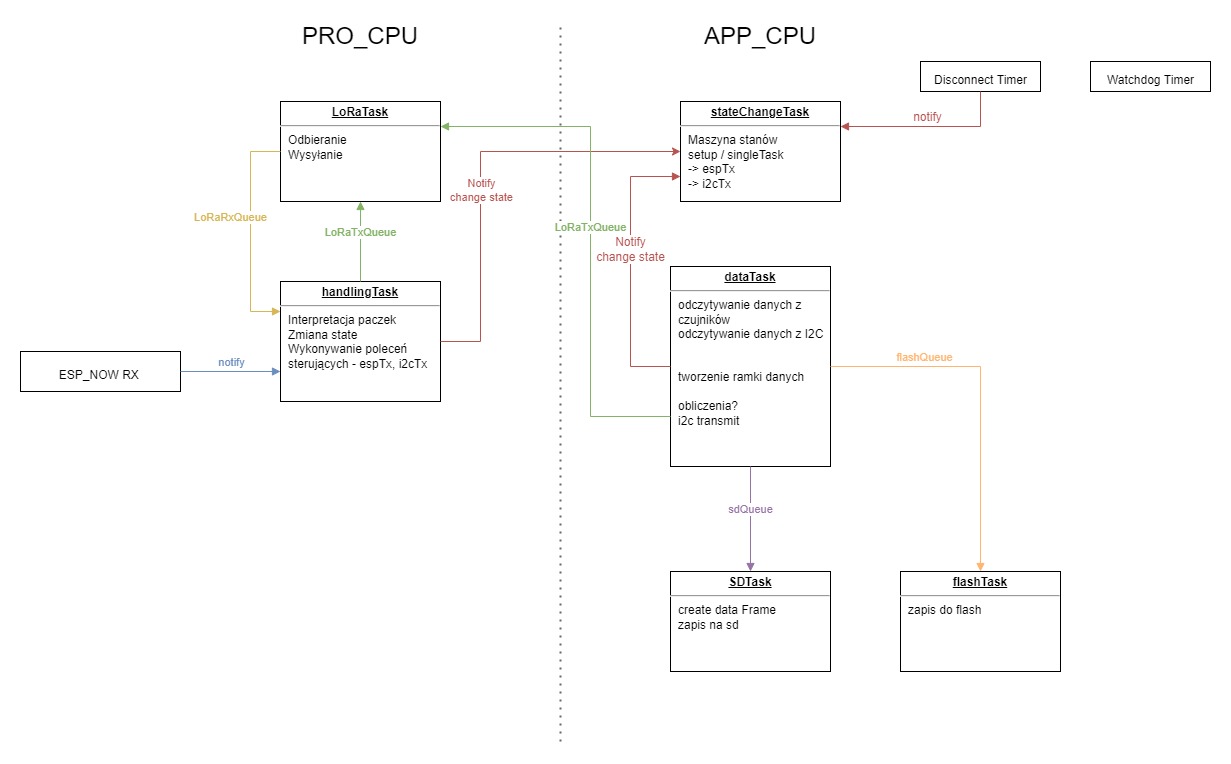 PRO_CPU
APP_CPU
Disconnect Timer
Watchdog Timer
LoRaTask
Odbieranie
Wysyłanie
stateChangeTask
Maszyna stanów
setup / singleTask
-> espTx
-> i2cTx
notify
Notify
change state
LoRaRxQueue
LoRaTxQueue
LoRaTxQueue
Notify
change state
handlingTask
Interpretacja paczek
Zmiana state
Wykonywanie poleceń
sterujących - espTx, i2cTx
ESP_NOW RX
notify
dataTask
odczytywanie danych z
czujników
odczytywanie danych z I2C
tworzenie ramki danych
obliczenia?
i2c transmit
flashQueue
sdQueue
SDTask
create data Frame
zapis na sd
flashTask
zapis do flash